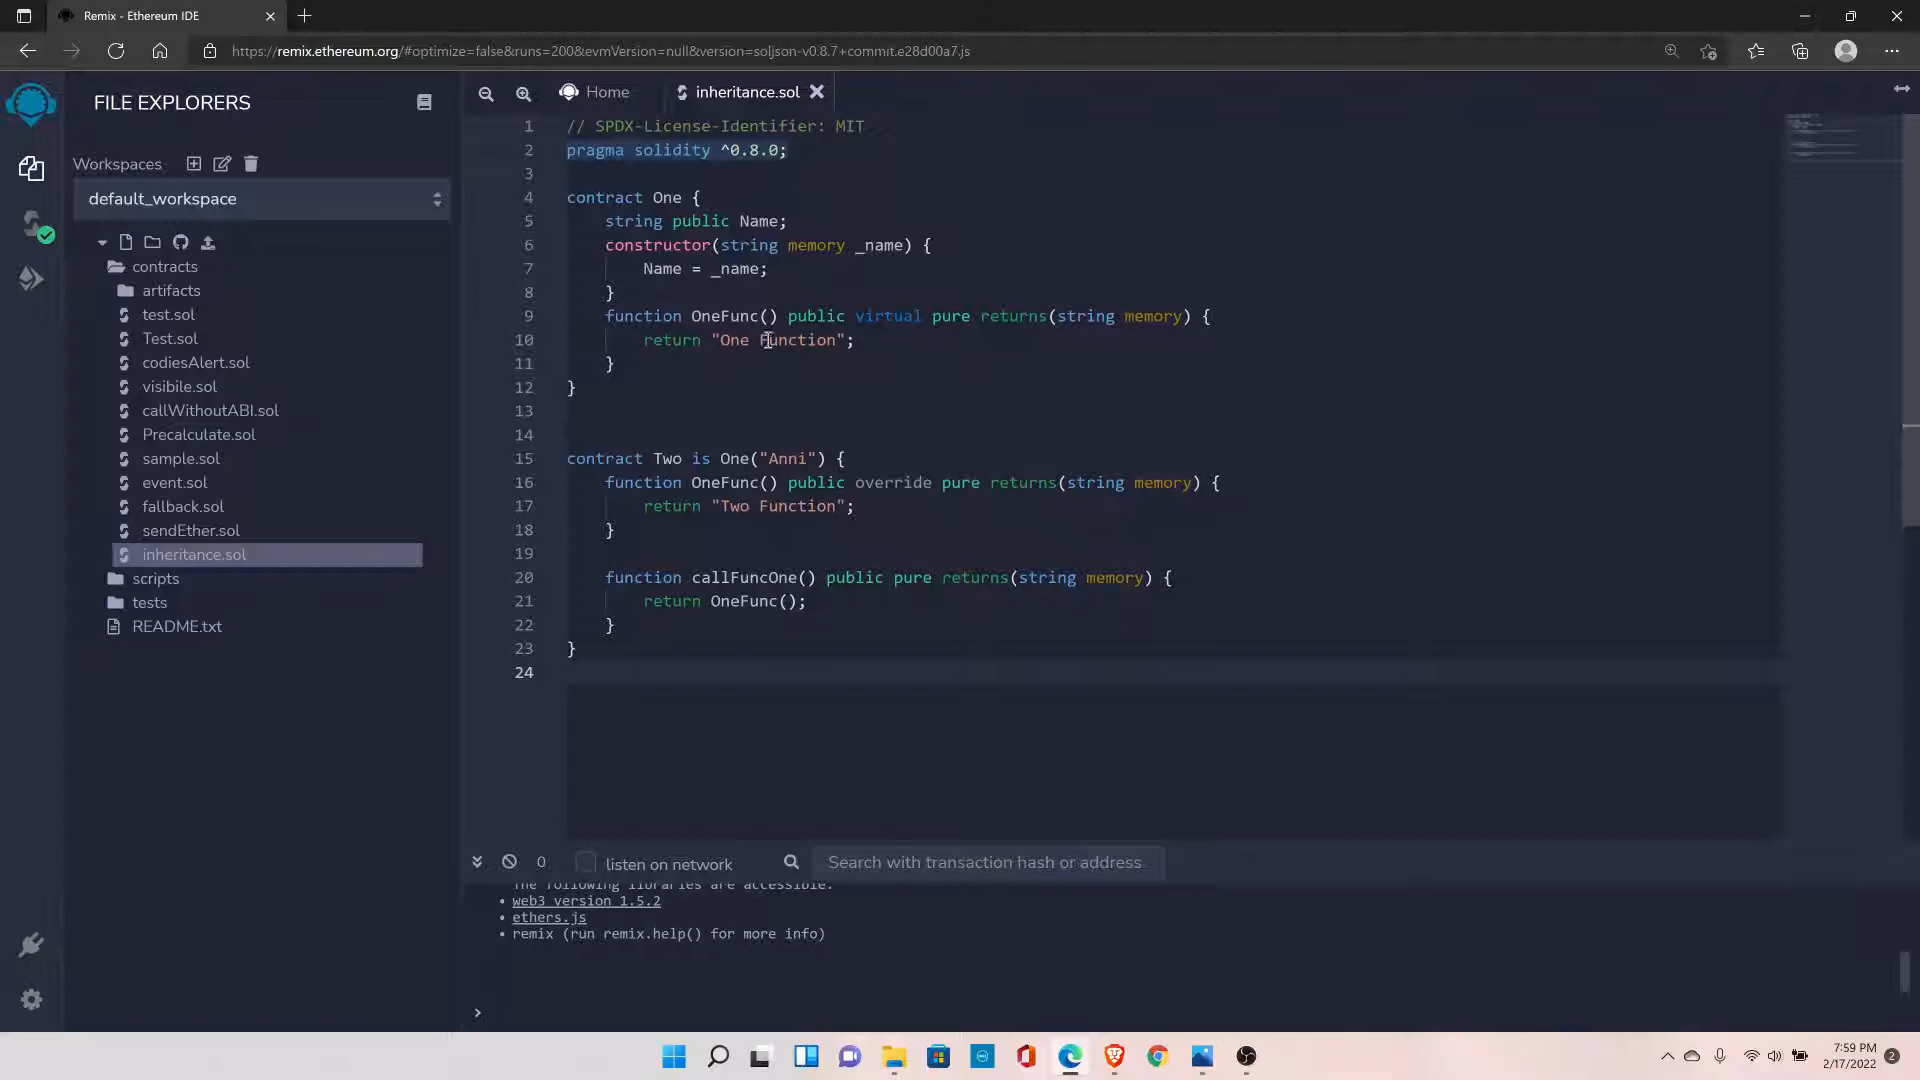 Remix - Ethereum IDE
https://remix.ethereum.org/#optimize=false&runs=200&evmVersion=null&version=soljson-v0.8.7+commit.e28d00a7.js
FILE EXPLORERS
Workspaces
default_workspace
contracts
artifacts
test.sol
Test.sol
codiesAlert.sol
visibile.sol
callWithoutABI.sol
Precalculate.sol
sample.sol
event.sol
fallback.sol
sendEther.sol
inheritance.sol
scripts
tests
README.txt
Home
inheritance.sol
1 // SPDX-License-Identifier: MIT
2 pragma solidity ^0.8.0;
3
4 contract One {
5 string public Name;
6 constructor(string memory _name) {
7 Name = _name;
8 }
9 function OneFunc() public virtual pure returns(string memory) {
10 return "One Function";
11 }
12 }
13
14
15 contract Two is One("Anni") {
16 function OneFunc() public override pure returns(string memory) {
17 return "Two Function";
18 }
19
20 function callFuncOne() public pure returns(string memory) {
21 return OneFunc();
22 }
23 }
24
0
listen on network
Search with transaction hash or address
The following libraries are accessible:
• web3 version 1.5.2
• ethers.js
• remix (run remix.help() for more info)
>
7:59 PM
2/17/2022
2